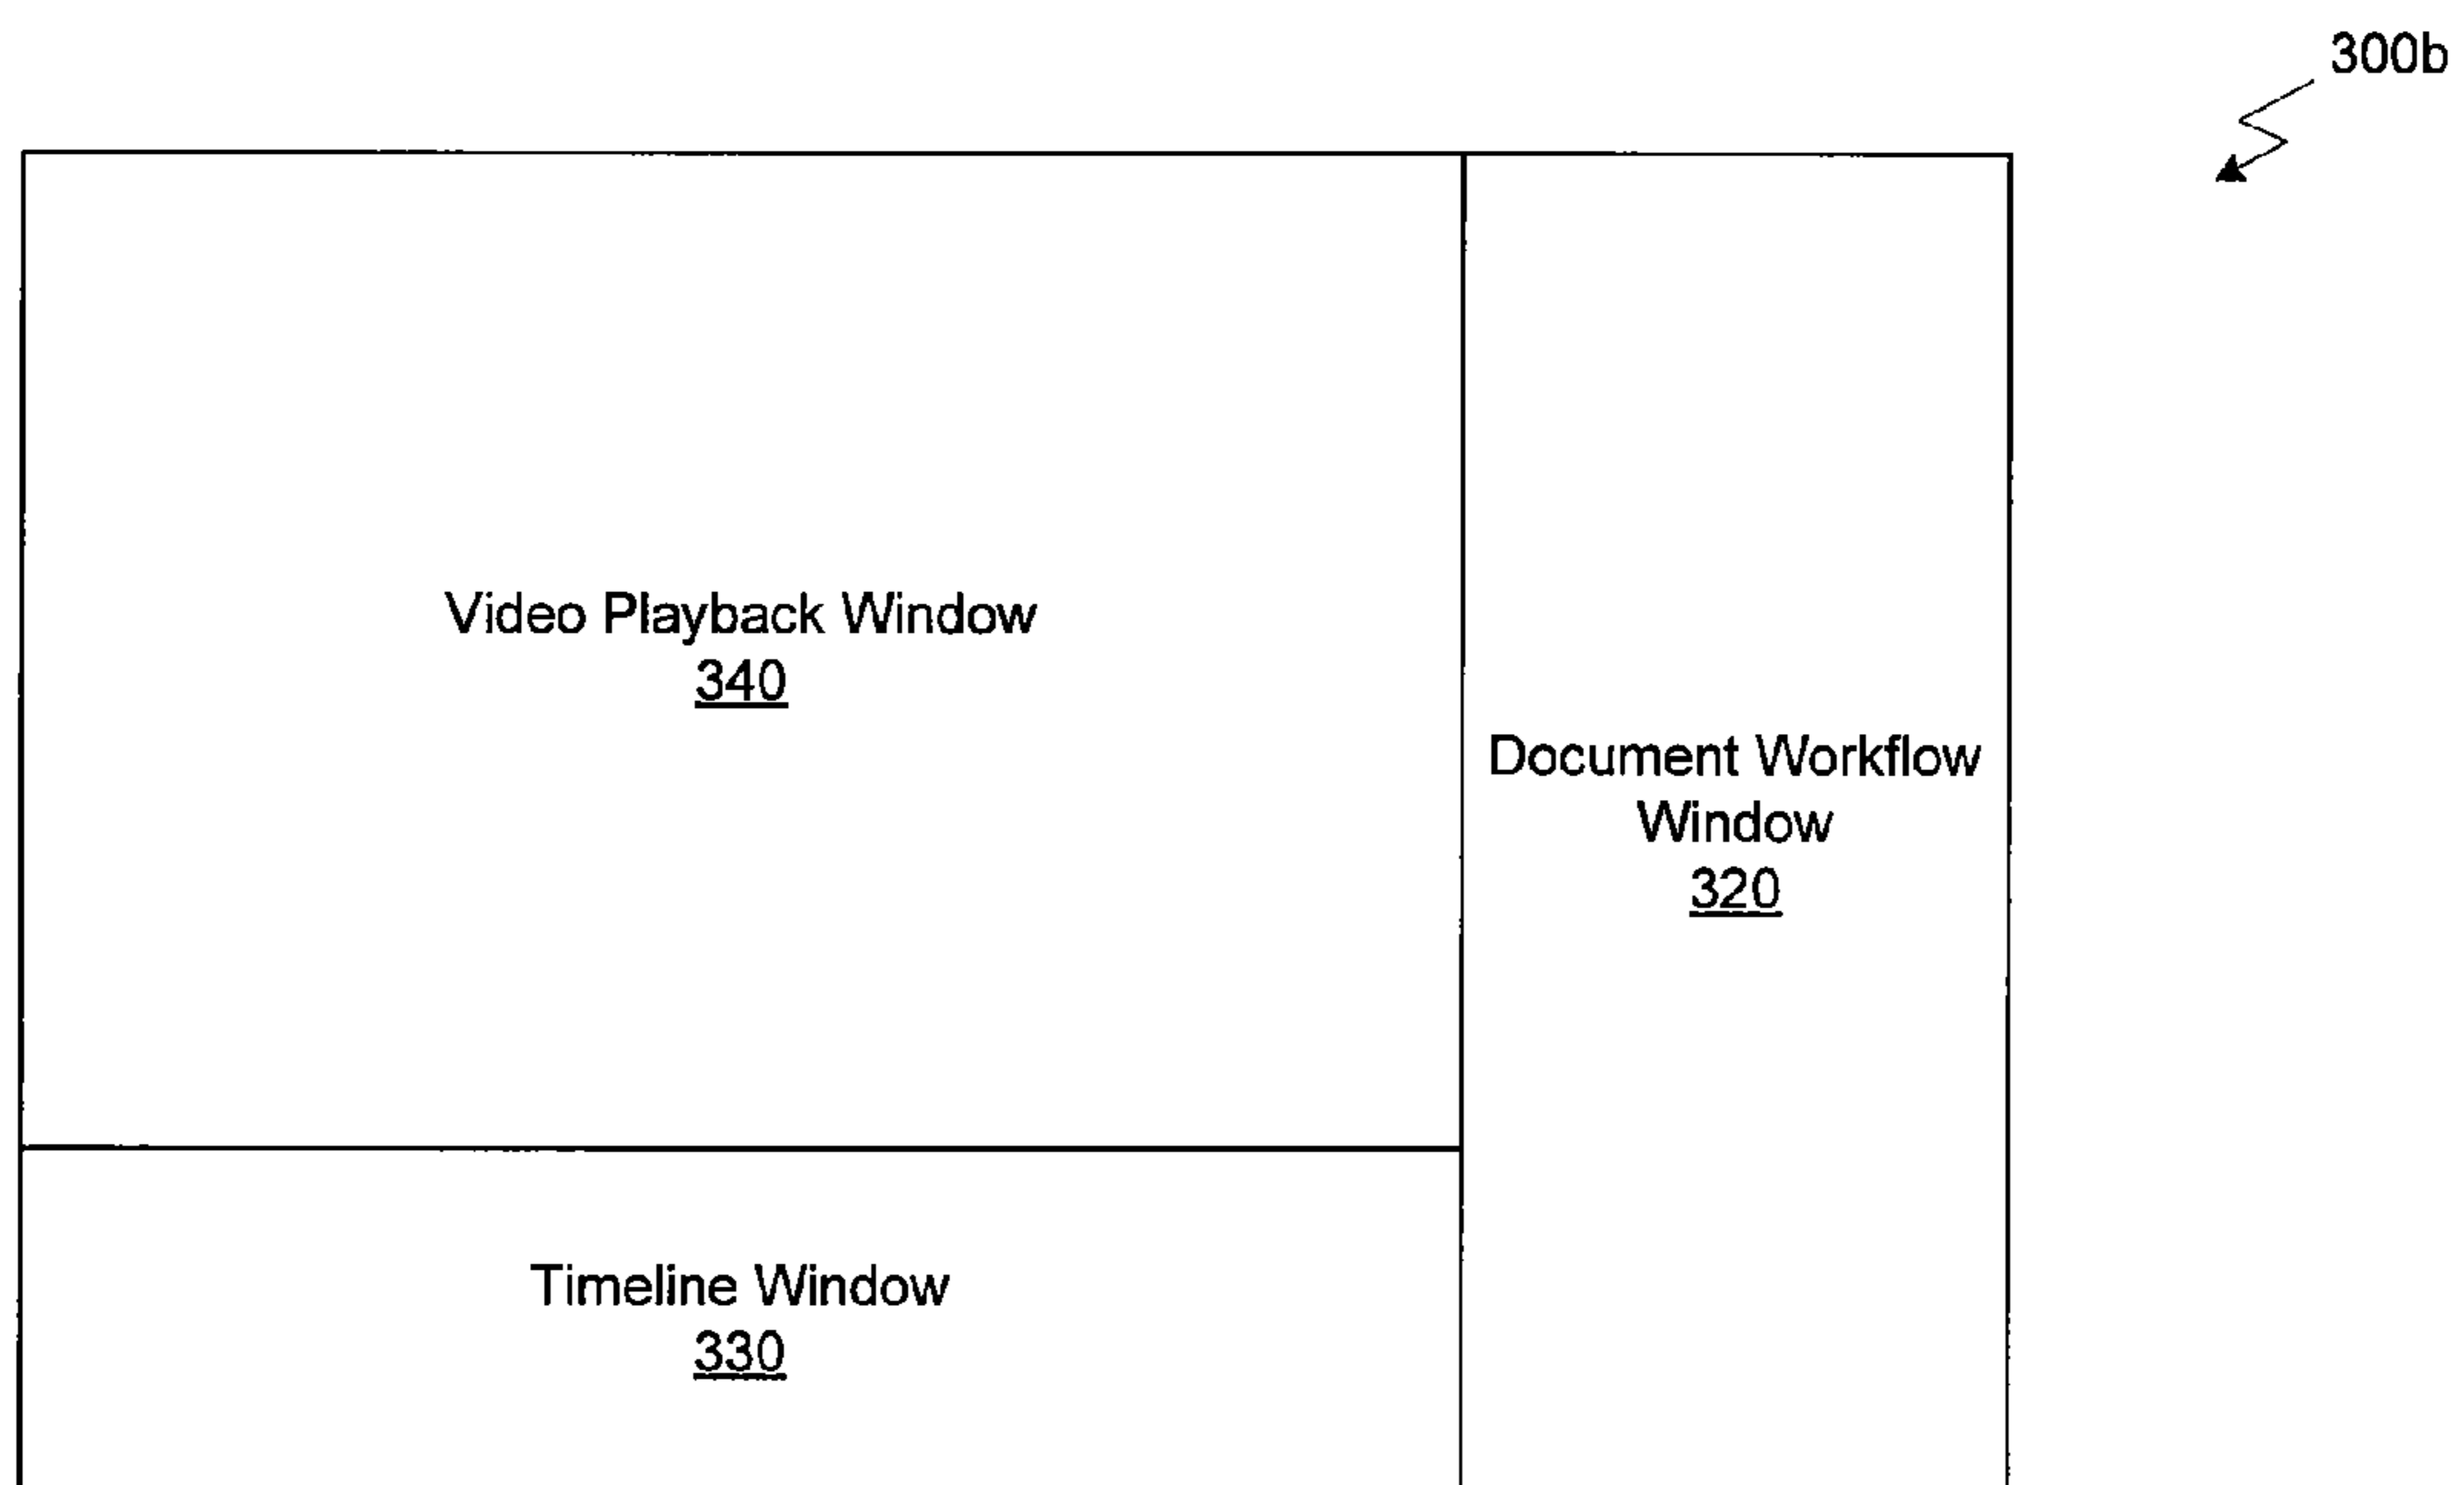 300b
Video Playback Window
340
Document Workflow
Window
320
Timeline Window
330